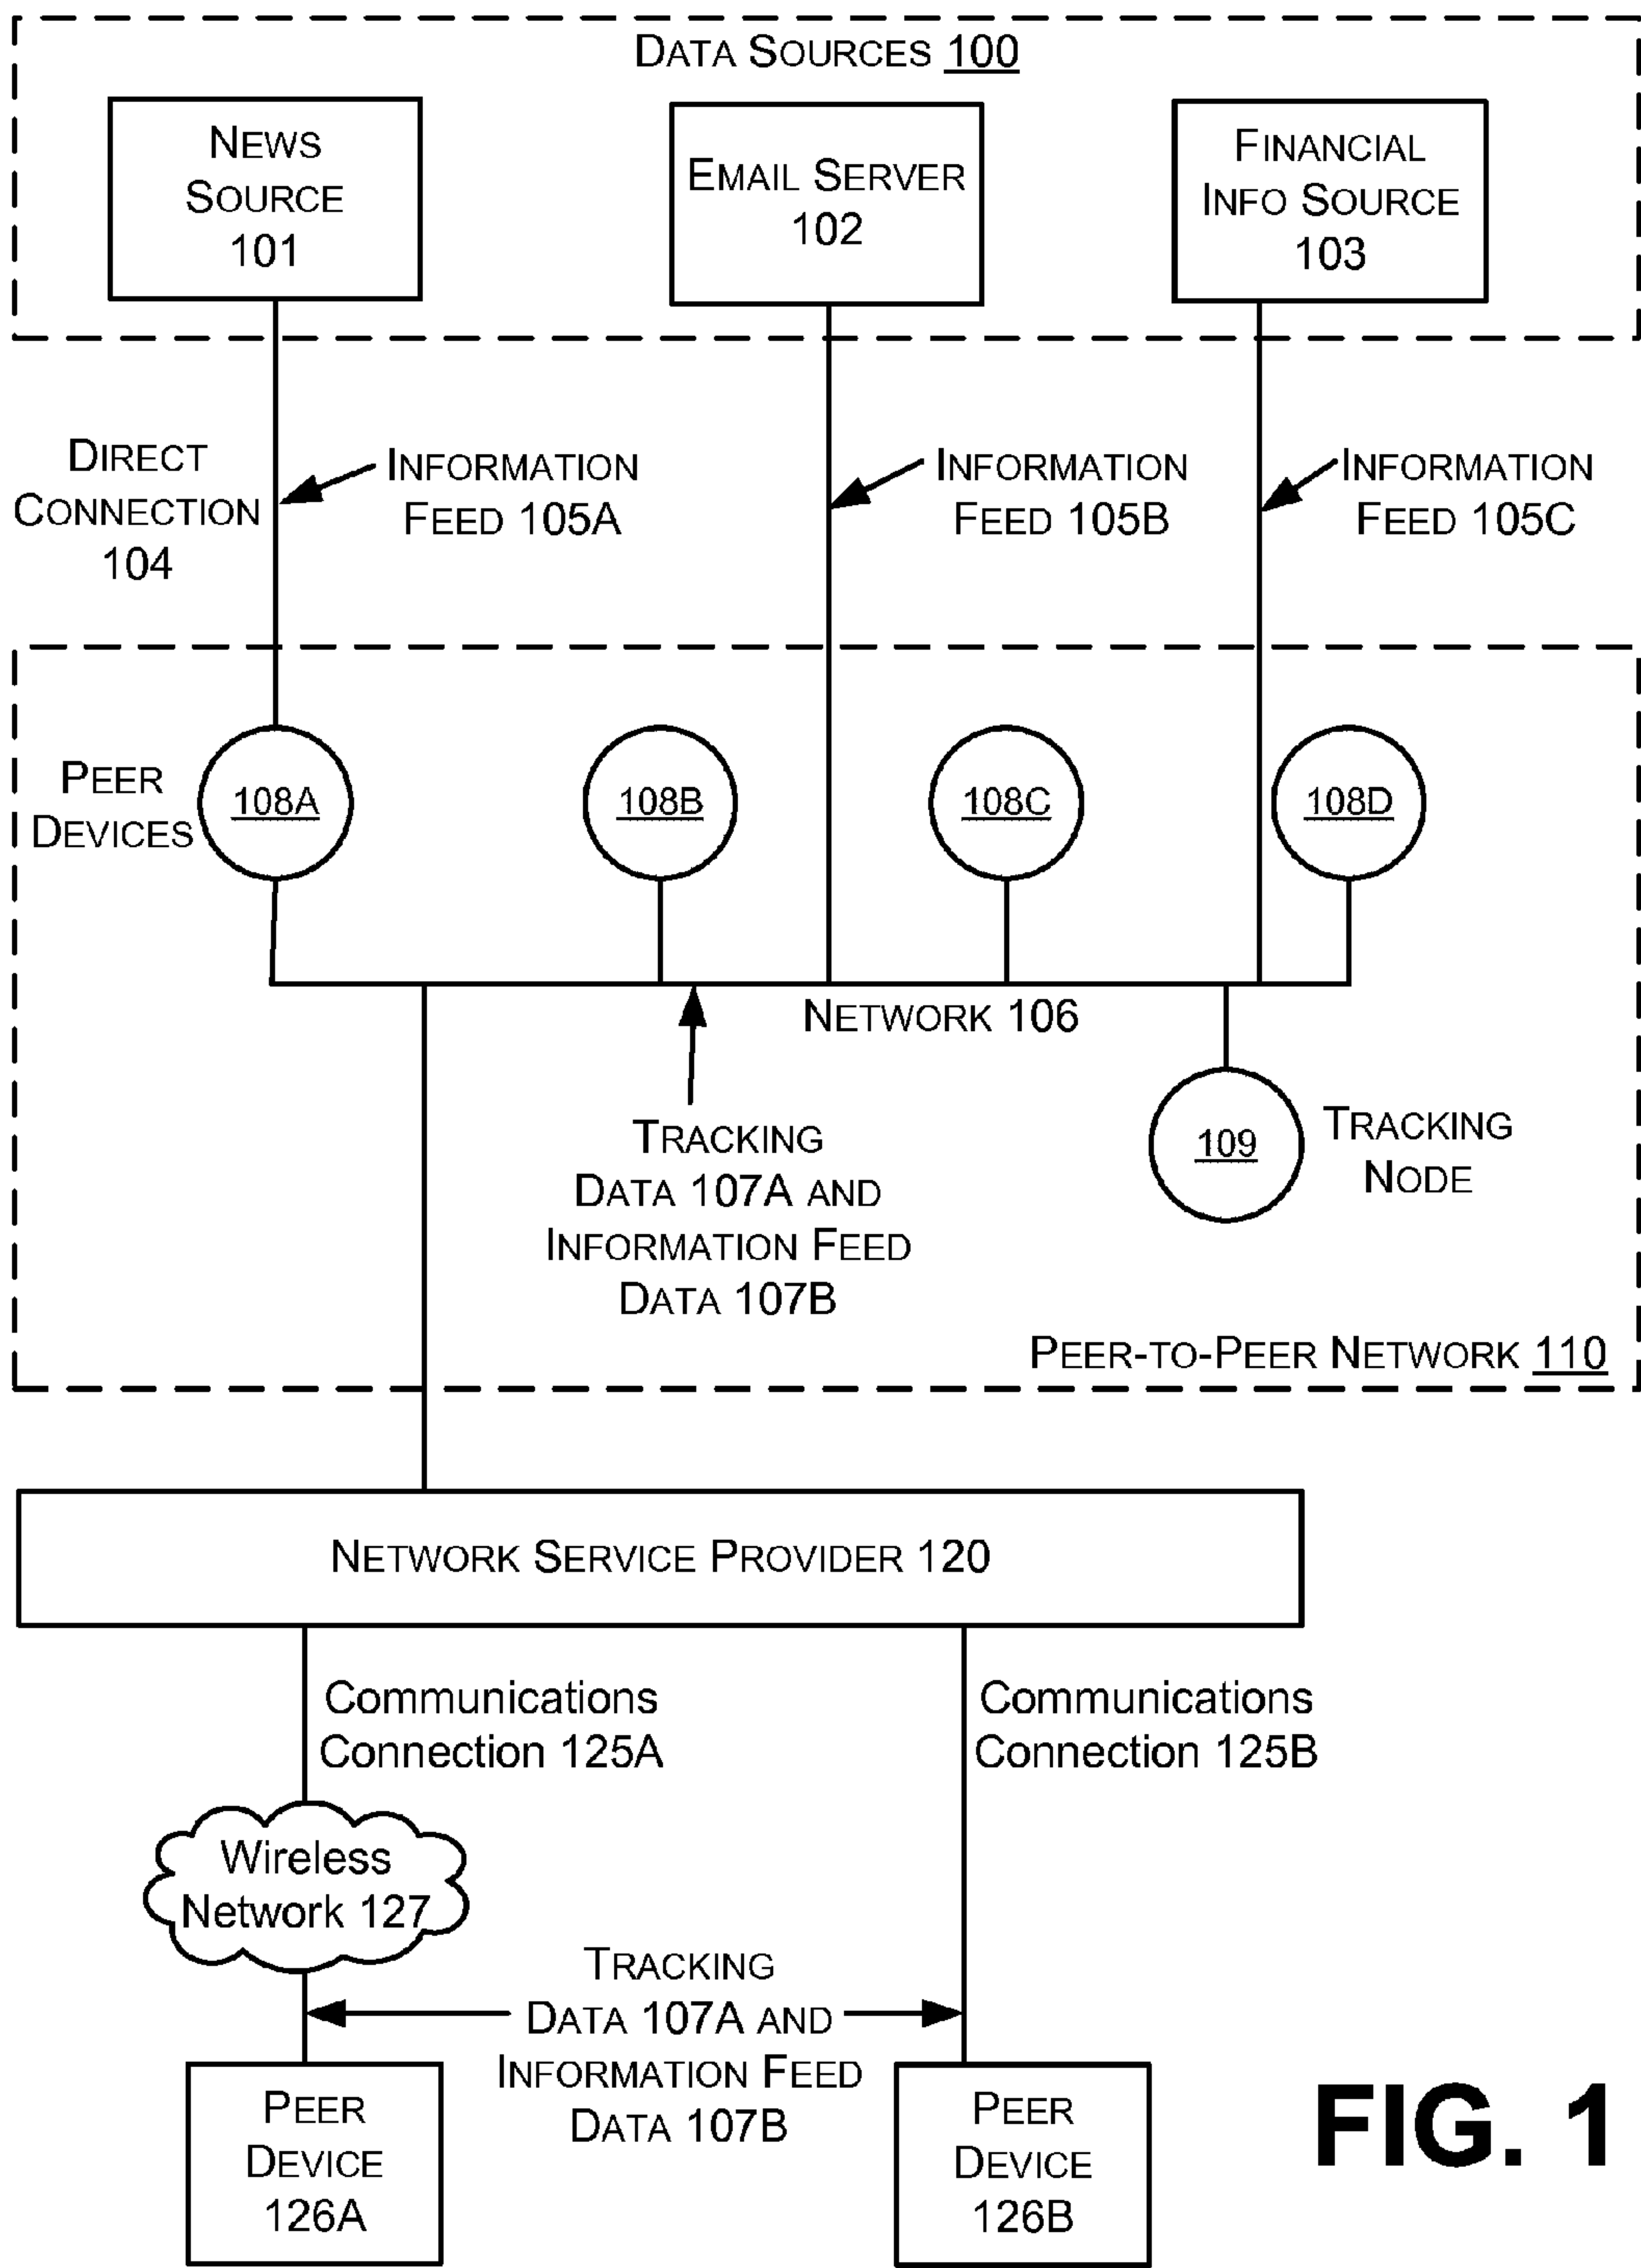 DATA SOURCES 100
NEWS
SOURCE
101
EMAIL SERVER
102
FINANCIAL
INFO SOURCE
103
DIRECT
CONNECTION
104
INFORMATION
FEED 105A
INFORMATION
FEED 105B
INFORMATION
FEED 105C
PEER
DEVICES
108A
108B
108C
108D
NETWORK 106
TRACKING
DATA 107A AND
INFORMATION FEED
DATA 107B
109
TRACKING
NODE
PEER-TO-PEER NETWORK 110
NETWORK SERVICE PROVIDER 120
Communications
Connection 125A
Communications
Connection 125B
Wireless
Network 127
TRACKING
DATA 107A AND
INFORMATION FEED
DATA 107B
PEER
DEVICE
126A
PEER
DEVICE
126B
FIG. 1